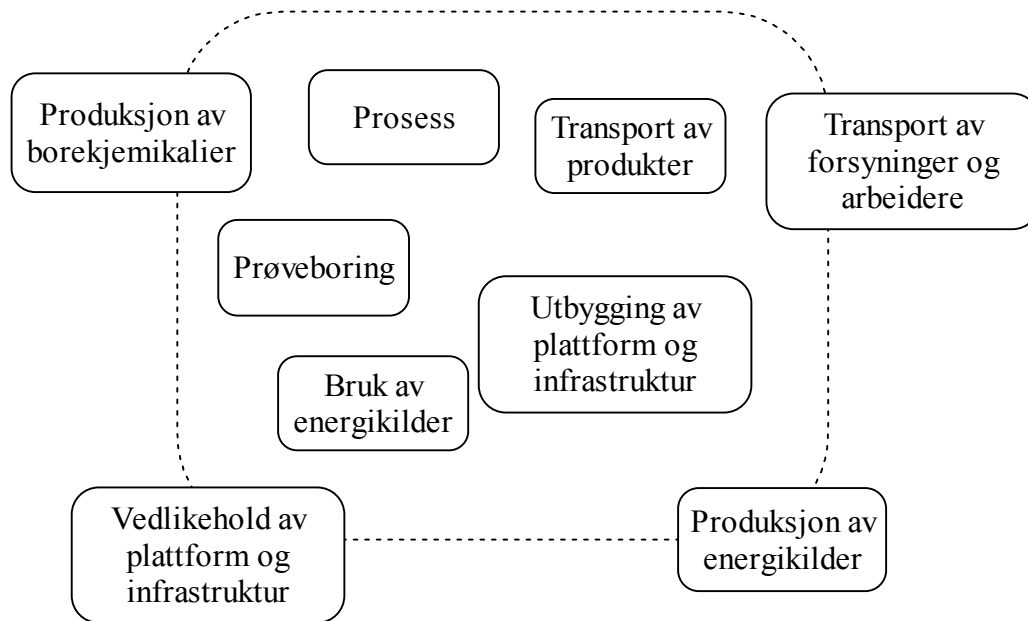 Produksjon av
borekjemikalier
Prosess
Transport av
produkter
Transport av
forsyninger og
arbeidere
Prøveboring
Utbygging av
plattform og
infrastruktur
Bruk av
energikilder
Vedlikehold av
plattform og
infrastruktur
Produksjon av
energikilder